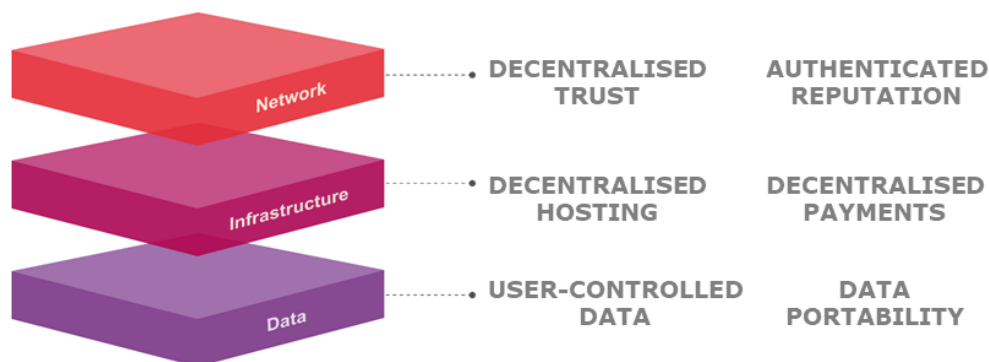 Network
DECENTRALISED
TRUST
AUTHENTICATED
REPUTATION
Infrastructure
DECENTRALISED
HOSTING
DECENTRALISED
PAYMENTS
Data
USER-CONTROLLED
DATA
DATA
PORTABILITY